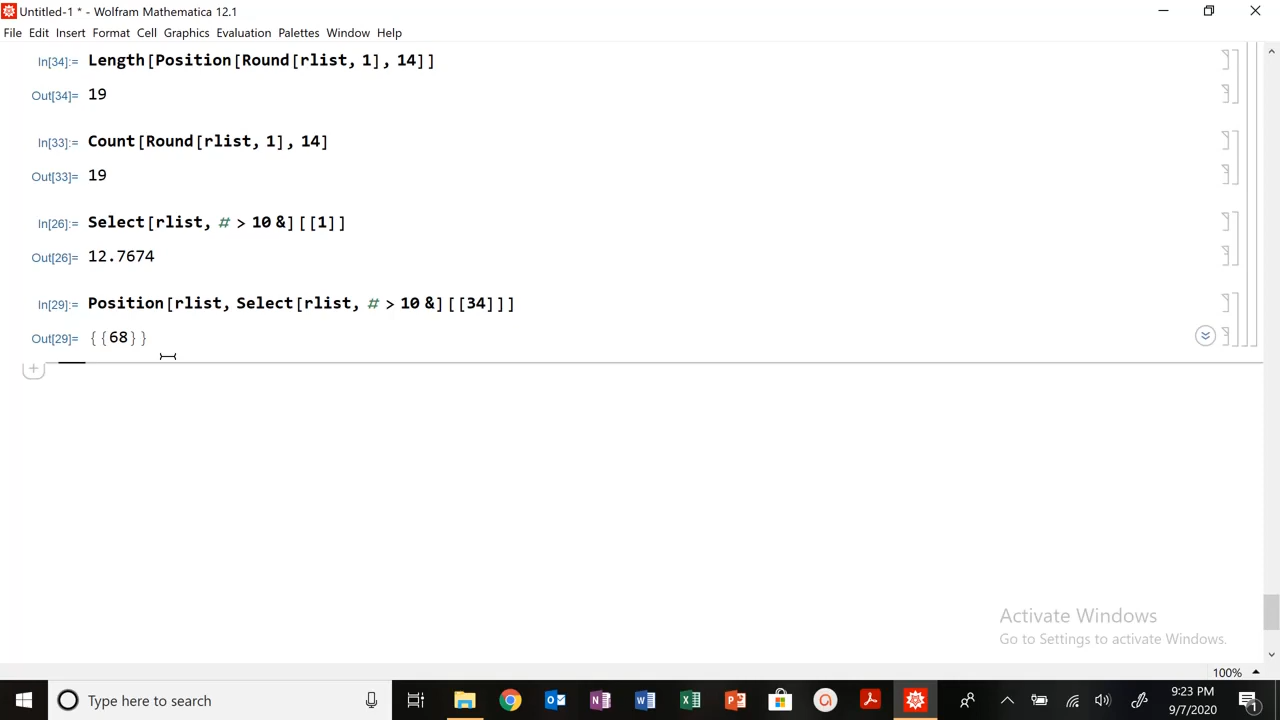 Untitled-1 * - Wolfram Mathematica 12.1
File Edit Insert Format Cell Graphics Evaluation Palettes Window Help
In[34]:= Length[Position[Round[rlist, 1], 14]]
Out[34]= 19
In[33]:= Count[Round[rlist, 1], 14]
Out[33]= 19
In[26]:= Select[rlist, # > 10 &][[1]]
Out[26]= 12.7674
In[29]:= Position[rlist, Select[rlist, # > 10 &][[34]]]
Out[29]= {{68}}
Activate Windows
Go to Settings to activate Windows.
100%
Type here to search
9:23 PM
9/7/2020
1